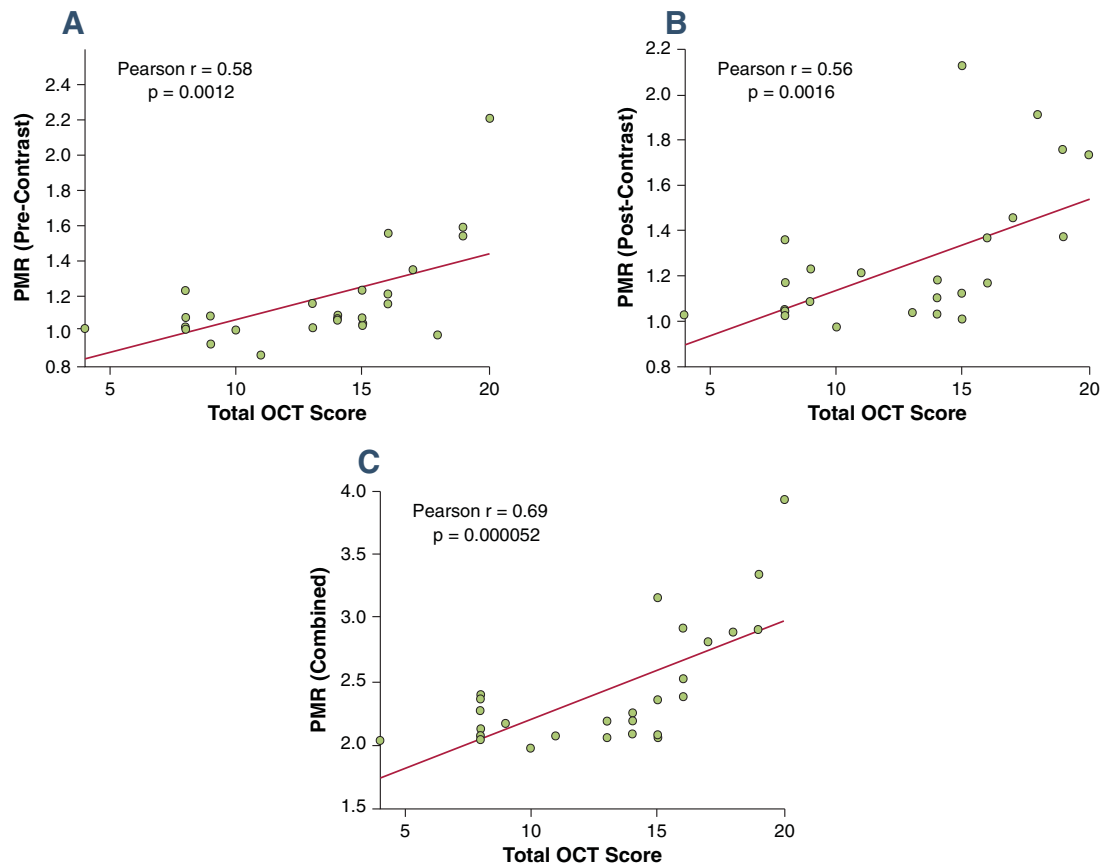 A
Pearson r = 0.58
p = 0.0012
PMR (Pre-Contrast)
2.4
2.2
2.0
1.8
1.6
1.4
1.2
1.0
0.8
5
10
15
20
Total OCT Score
B
Pearson r = 0.56
p = 0.0016
PMR (Post-Contrast)
2.2
2.0
1.8
1.6
1.4
1.2
1.0
0.8
5
10
15
20
Total OCT Score
C
Pearson r = 0.69
p = 0.000052
PMR (Combined)
4.0
3.5
3.0
2.5
2.0
1.5
5
10
15
20
Total OCT Score